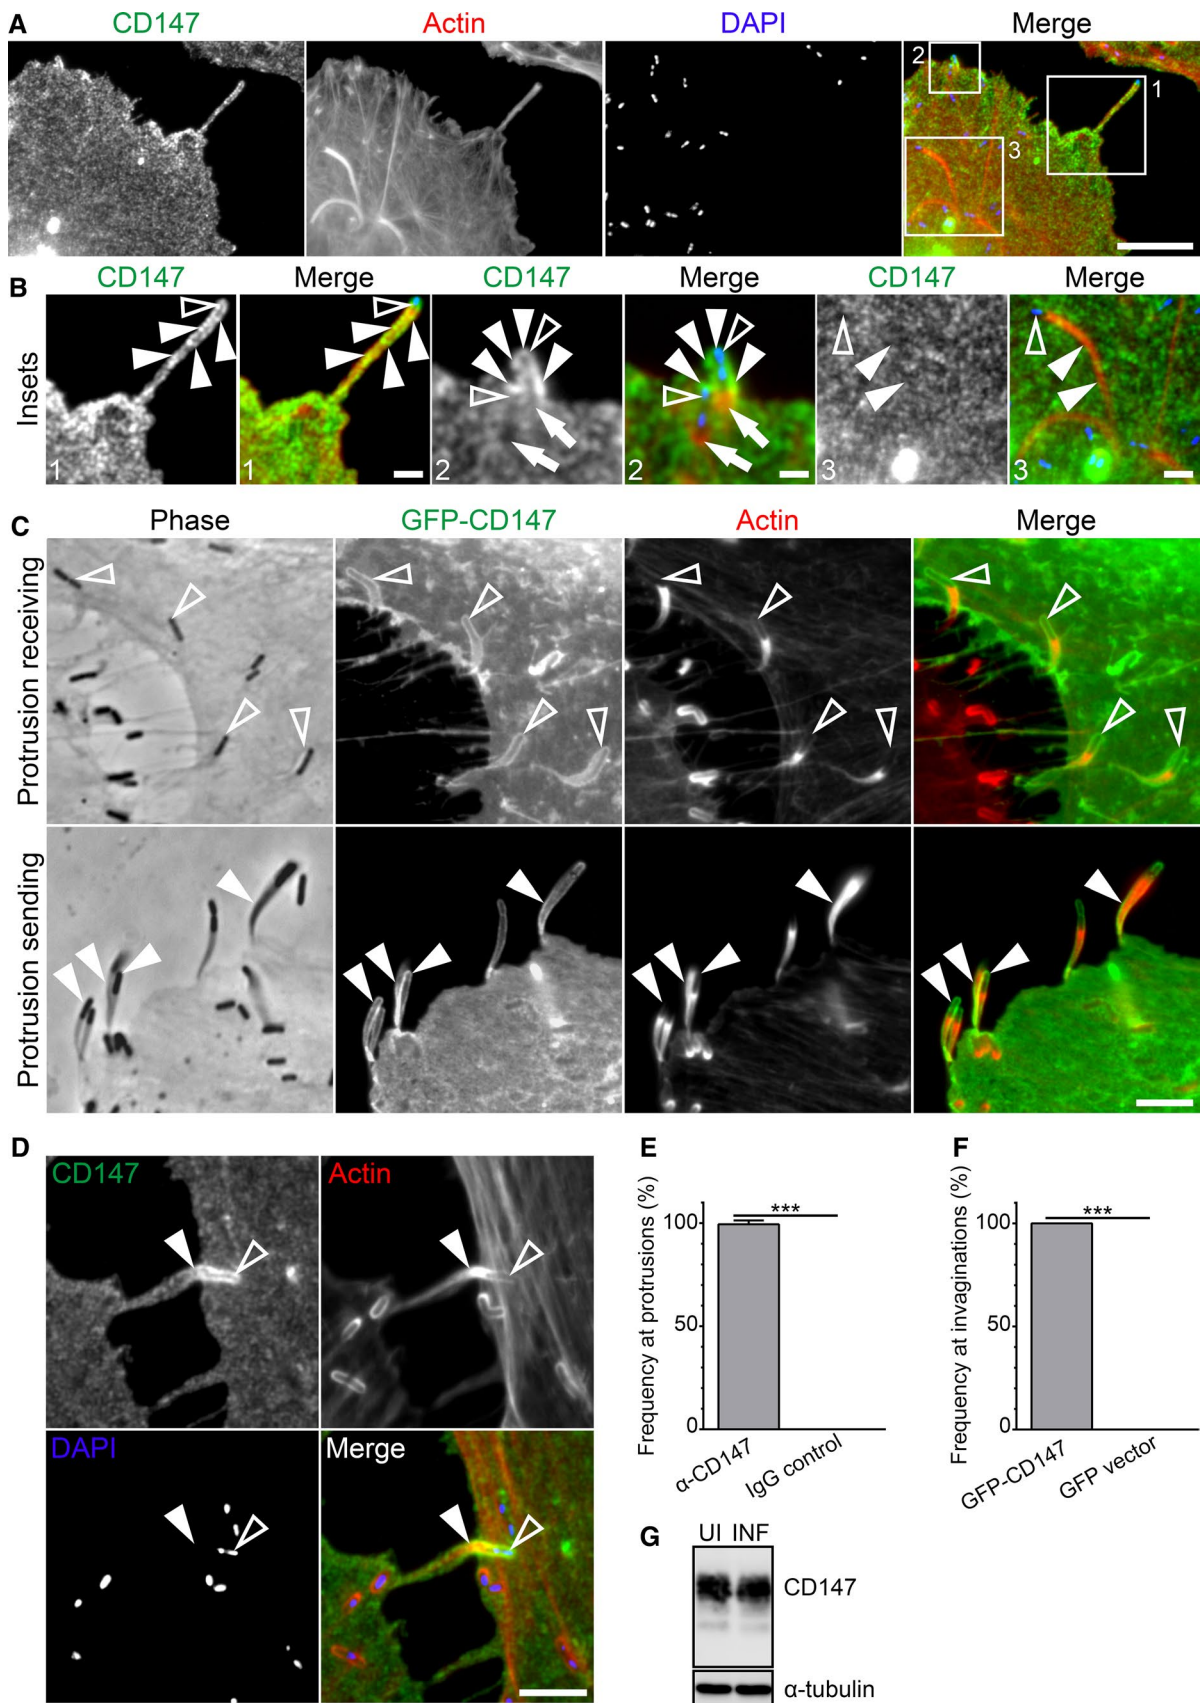 A
CD147 Actin DAPI Merge
2
1
3
B
CD147 Merge CD147 Merge CD147 Merge
Insets
1 1 2 2 3 3
C
Phase GFP-CD147 Actin Merge
Protrusion receiving
Protrusion sending
D
CD147 Actin
DAPI Merge
E
Frequency at protrusions (%)
100
50
0
***
α-CD147 IgG control
F
Frequency at invaginations (%)
100
50
0
***
GFP-CD147 GFP vector
G
UI INF
CD147
α-tubulin